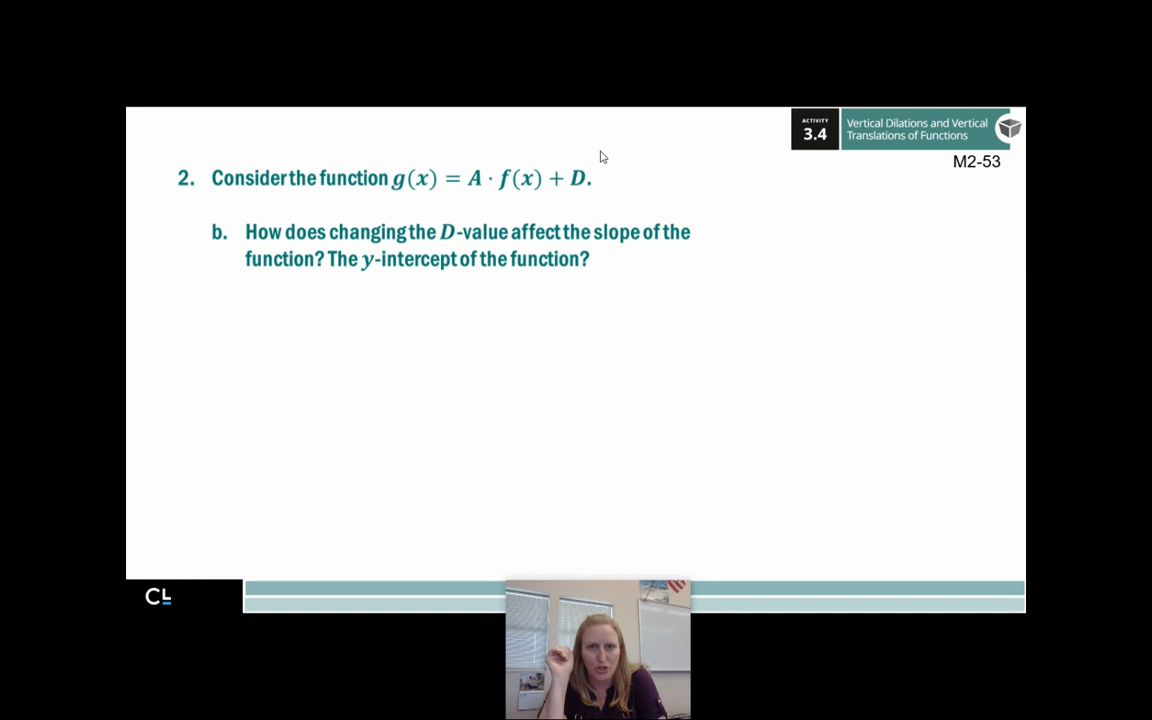 ACTIVITY
3.4
Vertical Dilations and Vertical
Translations of Functions
M2-53
2. Consider the function g(x) = A · f(x) + D.
b. How does changing the D-value affect the slope of the
function? The y-intercept of the function?
CL